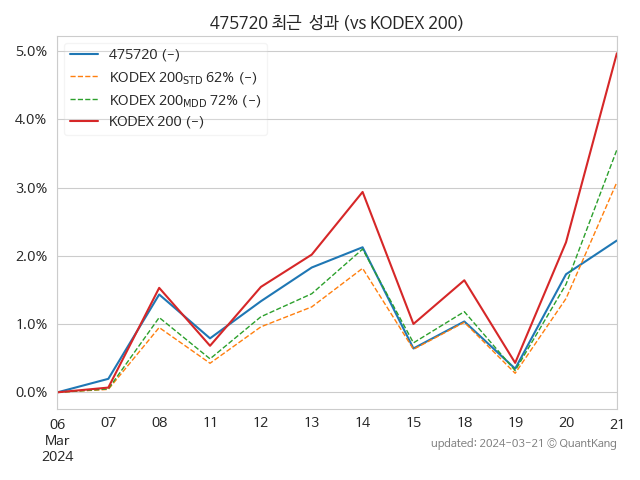 475720 최근 성과 (vs KODEX 200)
475720 (-)
KODEX 200STD 62% (-)
KODEX 200MDD 72% (-)
KODEX 200 (-)
5.0%
4.0%
3.0%
2.0%
1.0%
0.0%
06 07 08 11 12 13 14 15 18 19 20 21
Mar
2024
updated: 2024-03-21 © QuantKang